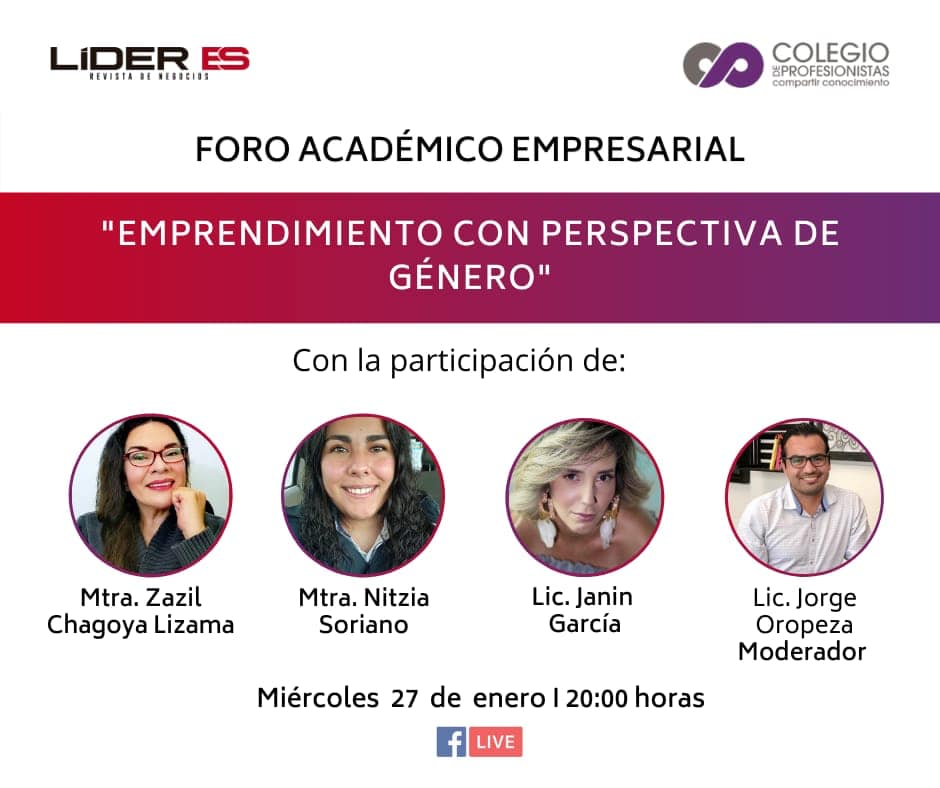 LÍDER ES
REVISTA DE NEGOCIOS
COLEGIO
DE PROFESIONISTAS
compartir conocimiento
FORO ACADÉMICO EMPRESARIAL
"EMPRENDIMIENTO CON PERSPECTIVA DE
GÉNERO"
Con la participación de:
Mtra. Zazil
Chagoya Lizama
Mtra. Nitzia
Soriano
Lic. Janin
García
Lic. Jorge
Oropeza
Moderador
Miércoles 27 de enero I 20:00 horas
f LIVE